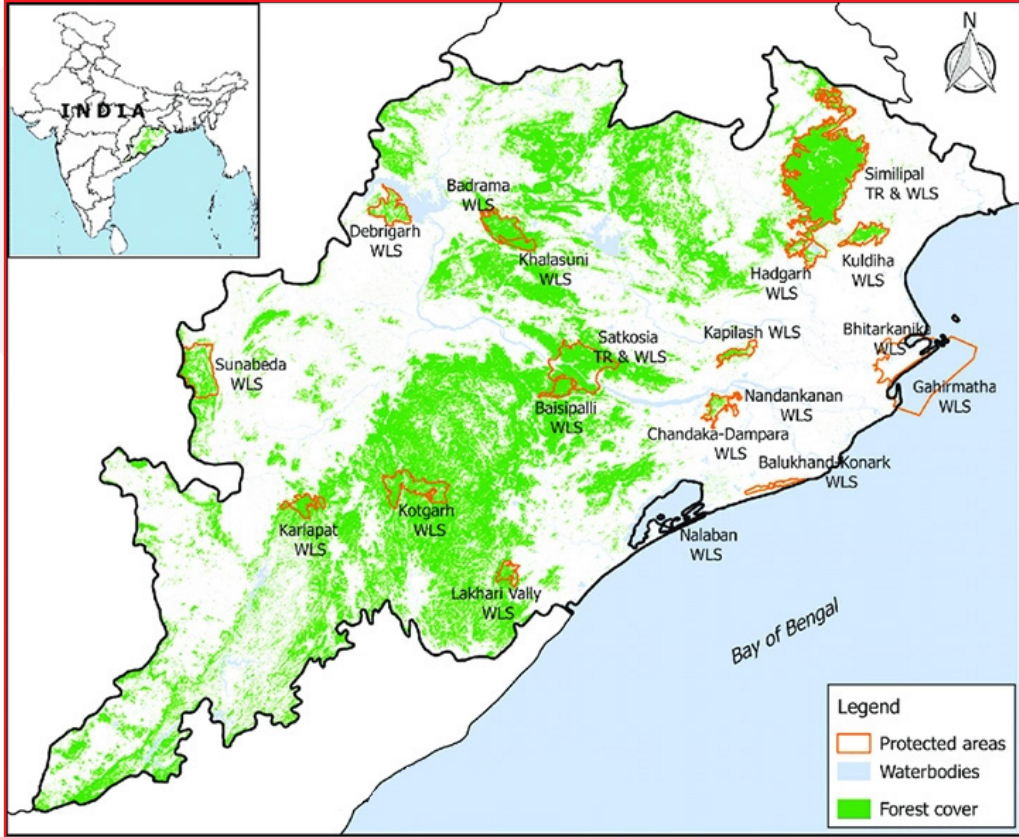 INDIA
N
Similipal
TR & WLS
Badrama
WLS
Debrigarh
WLS
Khalasuni
WLS
Hadgarh
WLS
Kuldiha
WLS
Sunabeda
WLS
Satkosia
TR & WLS
Kapilash WLS
Bhitarkanika
WLS
Gahirmatha
WLS
Baisipalli
WLS
Nandankanan
WLS
Chandaka-Dampara
WLS
Balukhand-Konark
WLS
Karlapat
WLS
Kotgarh
WLS
Nalaban
WLS
Lakhari Vally
WLS
Bay of Bengal
Legend
Protected areas
Waterbodies
Forest cover